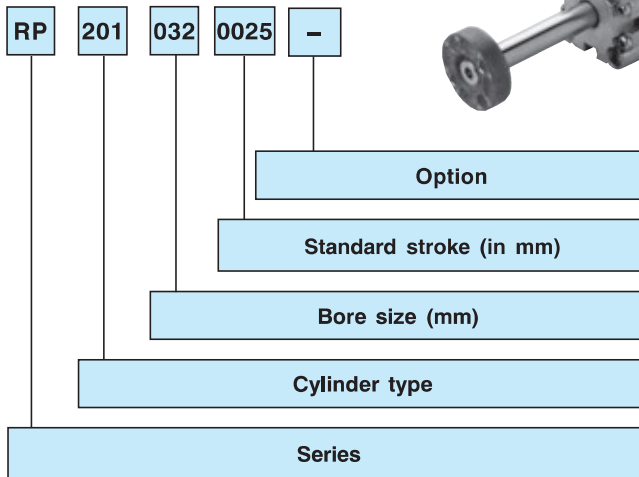 RP 201 032 0025 –
Option
Standard stroke (in mm)
Bore size (mm)
Cylinder type
Series